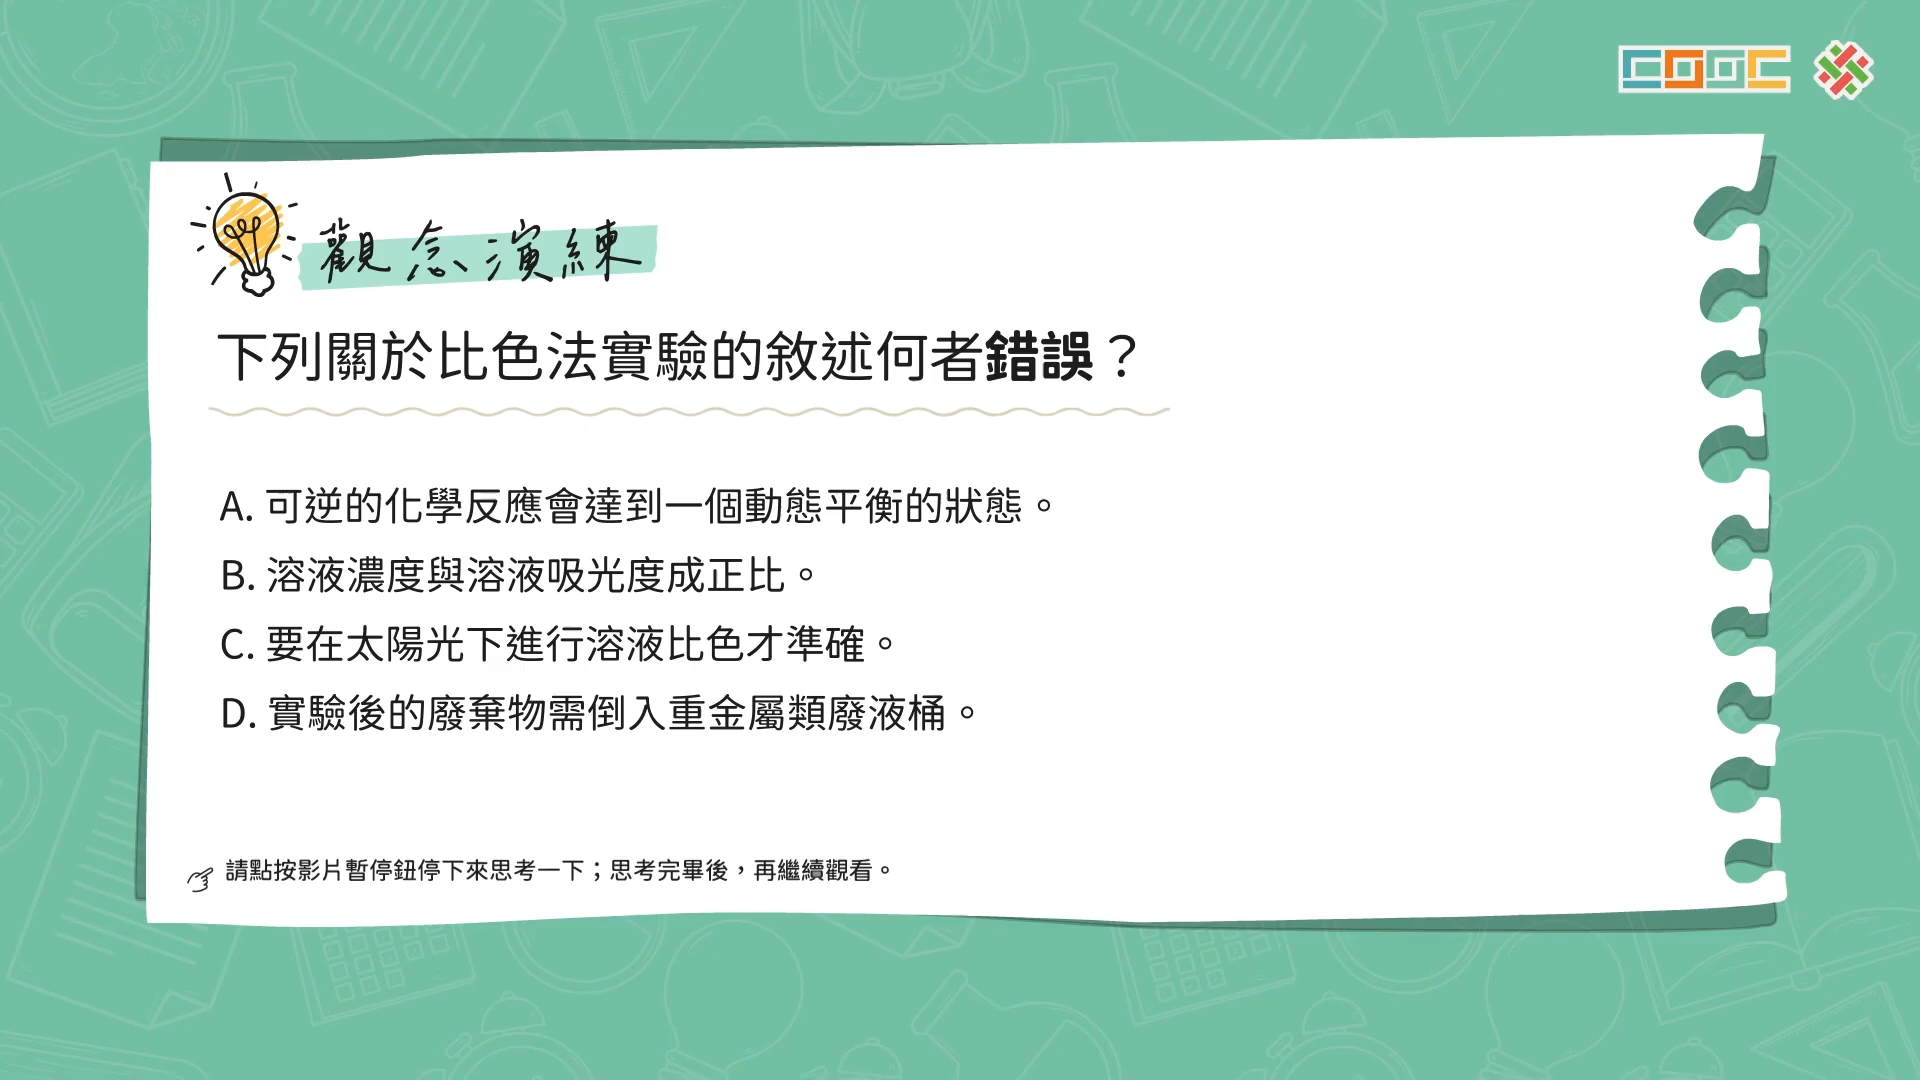 COOC
觀念演練
下列關於比色法實驗的敘述何者錯誤？
A. 可逆的化學反應會達到一個動態平衡的狀態。
B. 溶液濃度與溶液吸光度成正比。
C. 要在太陽光下進行溶液比色才準確。
D. 實驗後的廢棄物需倒入重金屬類廢液桶。
請點按影片暫停鈕停下來思考一下；思考完畢後，再繼續觀看。